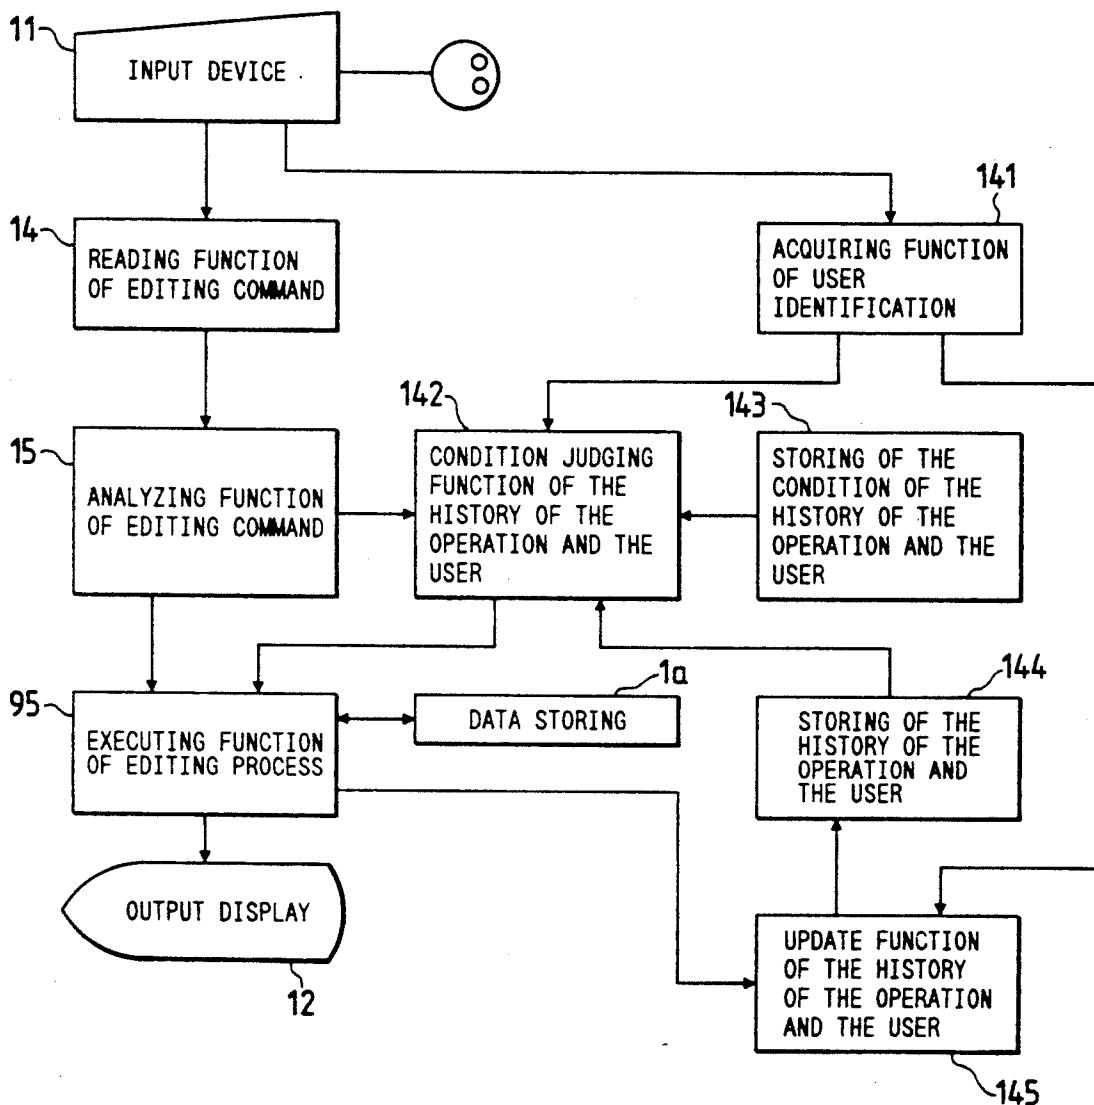 11
INPUT DEVICE
141
14
READING FUNCTION
OF EDITING COMMAND
ACQUIRING FUNCTION
OF USER
IDENTIFICATION
142
143
15
ANALYZING FUNCTION
OF EDITING COMMAND
CONDITION JUDGING
FUNCTION OF THE
HISTORY OF THE
OPERATION AND THE
USER
STORING OF THE
CONDITION OF THE
HISTORY OF THE
OPERATION AND THE
USER
95
EXECUTING FUNCTION
OF EDITING PROCESS
1a
DATA STORING
144
STORING OF THE
HISTORY OF THE
OPERATION AND
THE USER
OUTPUT DISPLAY
12
UPDATE FUNCTION
OF THE HISTORY
OF THE OPERATION
AND THE USER
145